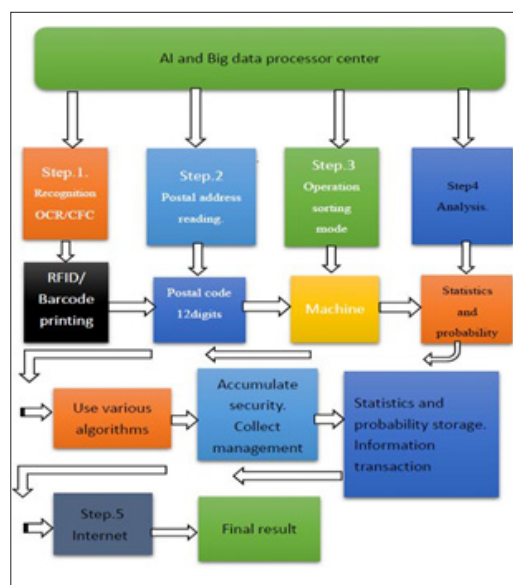 AI and Big data processor center
Step.1.
Recognition
OCR/CFC
Step.2
Postal address
reading.
Step.3
Operation
sorting
mode
Step4
Analysis.
RFID/
Barcode
printing
Postal code
12digits
Machine
Statistics
and
probability
Use various
algorithms
Accumulate
security.
Collect
management
Statistics and
probability storage.
Information
transaction
Step.5
Internet
Final result